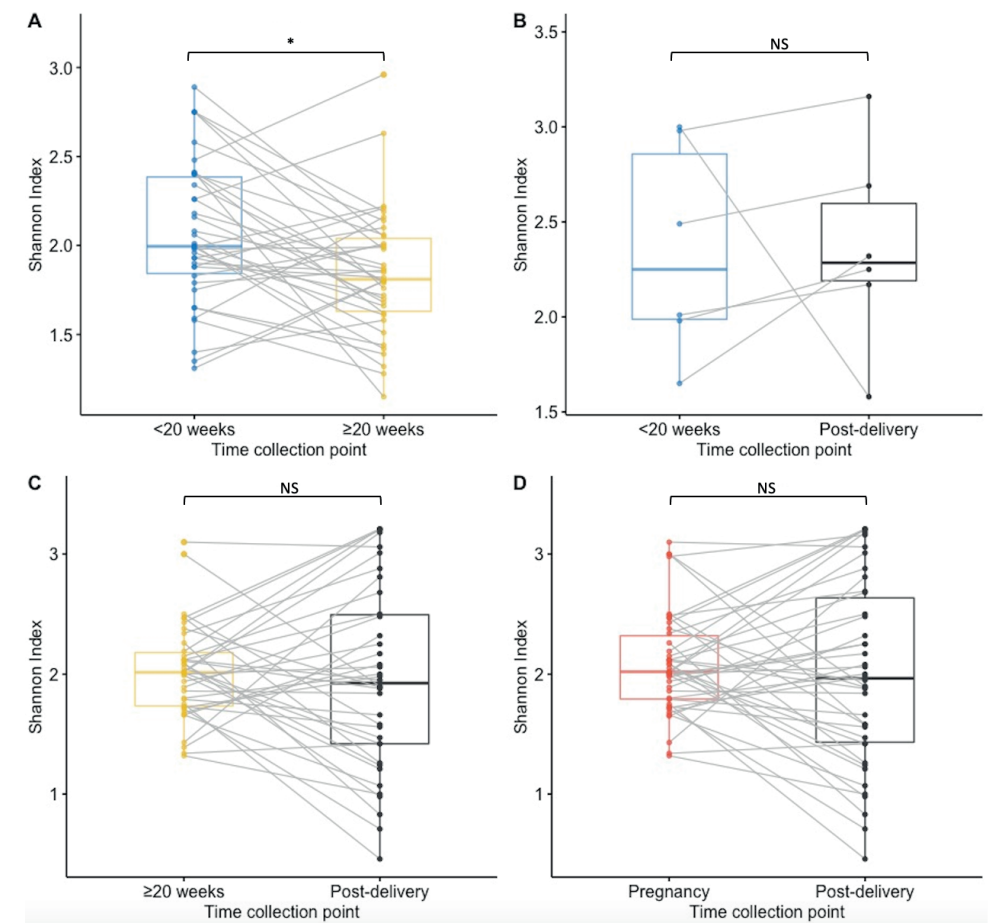 A
*
3.0
2.5
2.0
1.5
Shannon Index
<20 weeks
≥20 weeks
Time collection point
B
NS
3.5
3.0
2.5
2.0
1.5
Shannon Index
<20 weeks
Post-delivery
Time collection point
C
NS
3
2
1
Shannon Index
≥20 weeks
Post-delivery
Time collection point
D
NS
3
2
1
Shannon Index
Pregnancy
Post-delivery
Time collection point